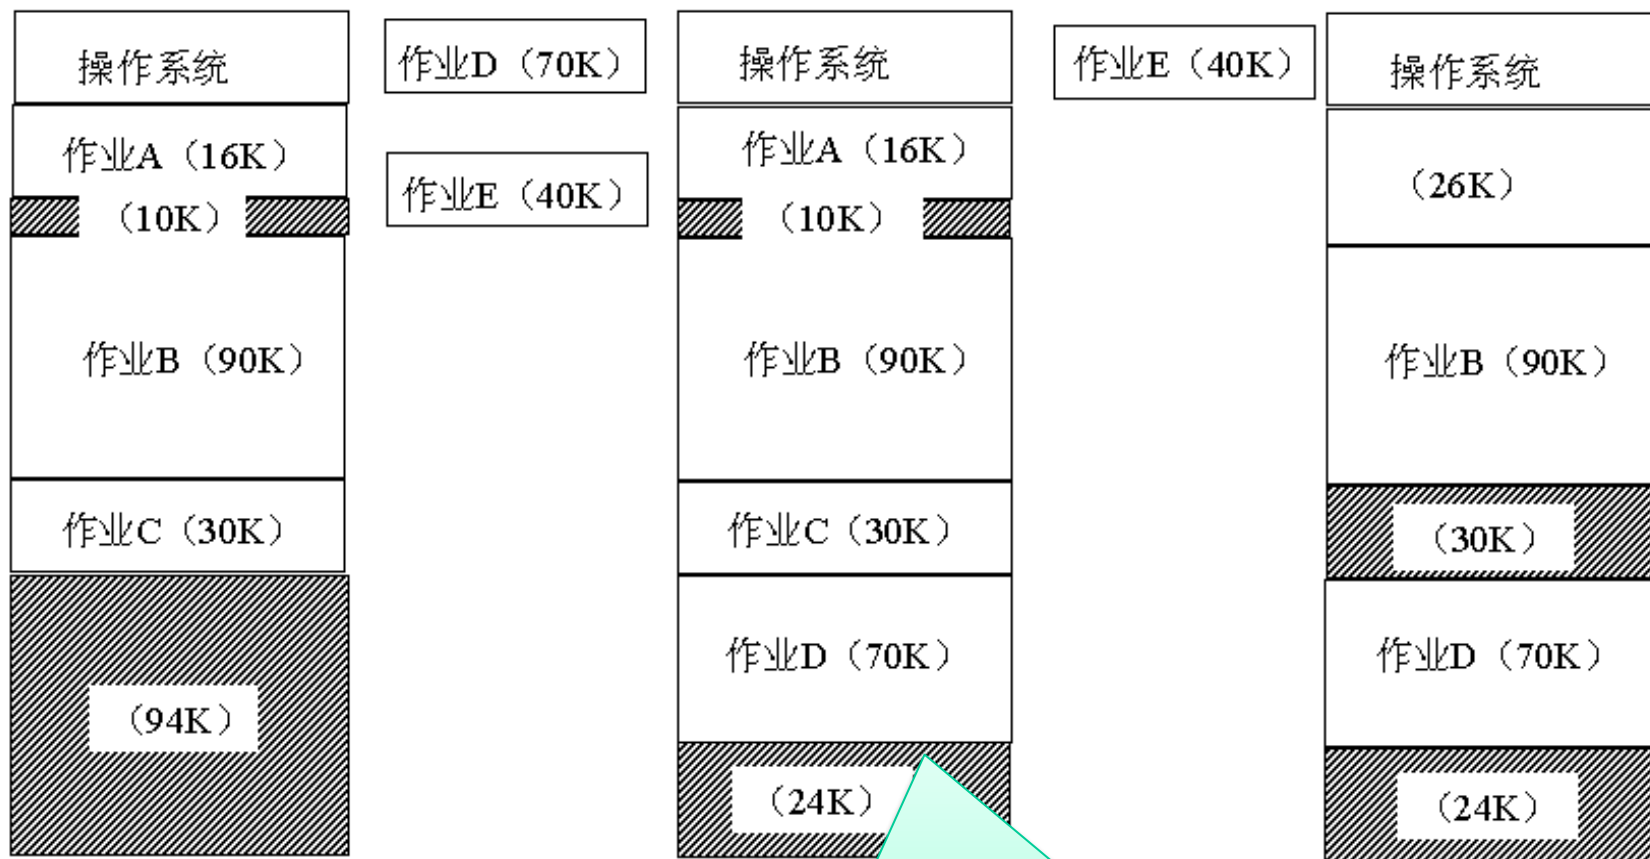 操作系统
作业A（16K）
（10K）
作业B（90K）
作业C（30K）
（94K）
作业D（70K）
作业E（40K）
操作系统
作业A（16K）
（10K）
作业B（90K）
作业C（30K）
作业D（70K）
（24K）
作业E（40K）
操作系统
（26K）
作业B（90K）
（30K）
作业D（70K）
（24K）